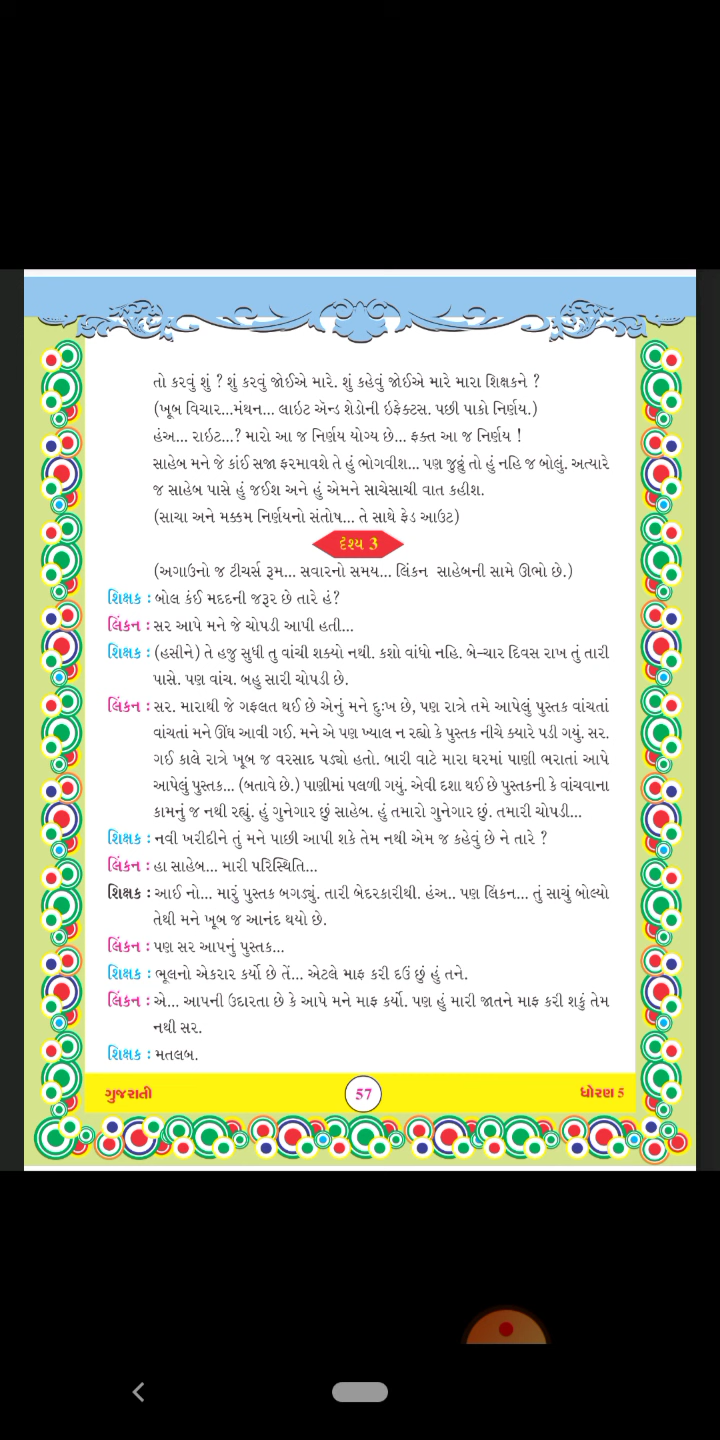 તો કરવું શું ? શું કરવું જોઈએ મારે. શું કહેવું જોઈએ મારે મારા શિક્ષકને ?
(ખૂબ વિચાર...મંથન... લાઇટ ઍન્ડ શેડોની ઇફેક્ટસ. પછી પાકો નિર્ણય.)
હંઅ... રાઇટ...? મારો આ જ નિર્ણય યોગ્ય છે... ફક્ત આ જ નિર્ણય !
સાહેબ મને જે કાંઈ સજા ફરમાવશે તે હું ભોગવીશ... પણ જુઠ્ઠું તો હું નહિ જ બોલું. અત્યારે
જ સાહેબ પાસે હું જઈશ અને હું એમને સાચેસાચી વાત કહીશ.
(સાચા અને મક્કમ નિર્ણયનો સંતોષ... તે સાથે ફેડ આઉટ)
દૃશ્ય 3
(અગાઉનો જ ટીચર્સ રૂમ... સવારનો સમય... લિંકન સાહેબની સામે ઊભો છે.)
શિક્ષક : બોલ કંઈ મદદની જરૂર છે તારે હં?
લિંકન : સર આપે મને જે ચોપડી આપી હતી...
શિક્ષક : (હસીને) તે હજુ સુધી તુ વાંચી શક્યો નથી. કશો વાંધો નહિ. બે-ચાર દિવસ રાખ તું તારી
પાસે. પણ વાંચ. બહુ સારી ચોપડી છે.
લિંકન : સર. મારાથી જે ગફલત થઈ છે એનું મને દુઃખ છે, પણ રાત્રે તમે આપેલું પુસ્તક વાંચતાં
વાંચતાં મને ઊંઘ આવી ગઈ. મને એ પણ ખ્યાલ ન રહ્યો કે પુસ્તક નીચે ક્યારે પડી ગયું. સર.
ગઈ કાલે રાત્રે ખૂબ જ વરસાદ પડ્યો હતો. બારી વાટે મારા ઘરમાં પાણી ભરાતાં આપે
આપેલું પુસ્તક... (બતાવે છે.) પાણીમાં પલળી ગયું. એવી દશા થઈ છે પુસ્તકની કે વાંચવાના
કામનું જ નથી રહ્યું. હું ગુનેગાર છું સાહેબ. હું તમારો ગુનેગાર છું. તમારી ચોપડી...
શિક્ષક : નવી ખરીદીને તું મને પાછી આપી શકે તેમ નથી એમ જ કહેવું છે ને તારે ?
લિંકન : હા સાહેબ... મારી પરિસ્થિતિ...
શિક્ષક : આઈ નો... મારું પુસ્તક બગડ્યું. તારી બેદરકારીથી. હંઅ.. પણ લિંકન... તું સાચું બોલ્યો
તેથી મને ખૂબ જ આનંદ થયો છે.
લિંકન : પણ સર આપનું પુસ્તક...
શિક્ષક : ભૂલનો એકરાર કર્યો છે તેં... એટલે માફ કરી દઉં છું હું તને.
લિંકન : એ... આપની ઉદારતા છે કે આપે મને માફ કર્યો. પણ હું મારી જાતને માફ કરી શકું તેમ
નથી સર.
શિક્ષક : મતલબ.
ગુજરાતી 57 ધોરણ 5